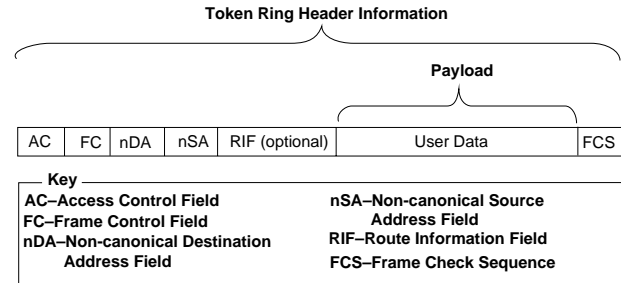 Token Ring Header Information
Payload
AC FC nDA nSA RIF (optional) User Data FCS
Key
AC–Access Control Field
FC–Frame Control Field
nDA–Non-canonical Destination
Address Field
nSA–Non-canonical Source
Address Field
RIF–Route Information Field
FCS–Frame Check Sequence